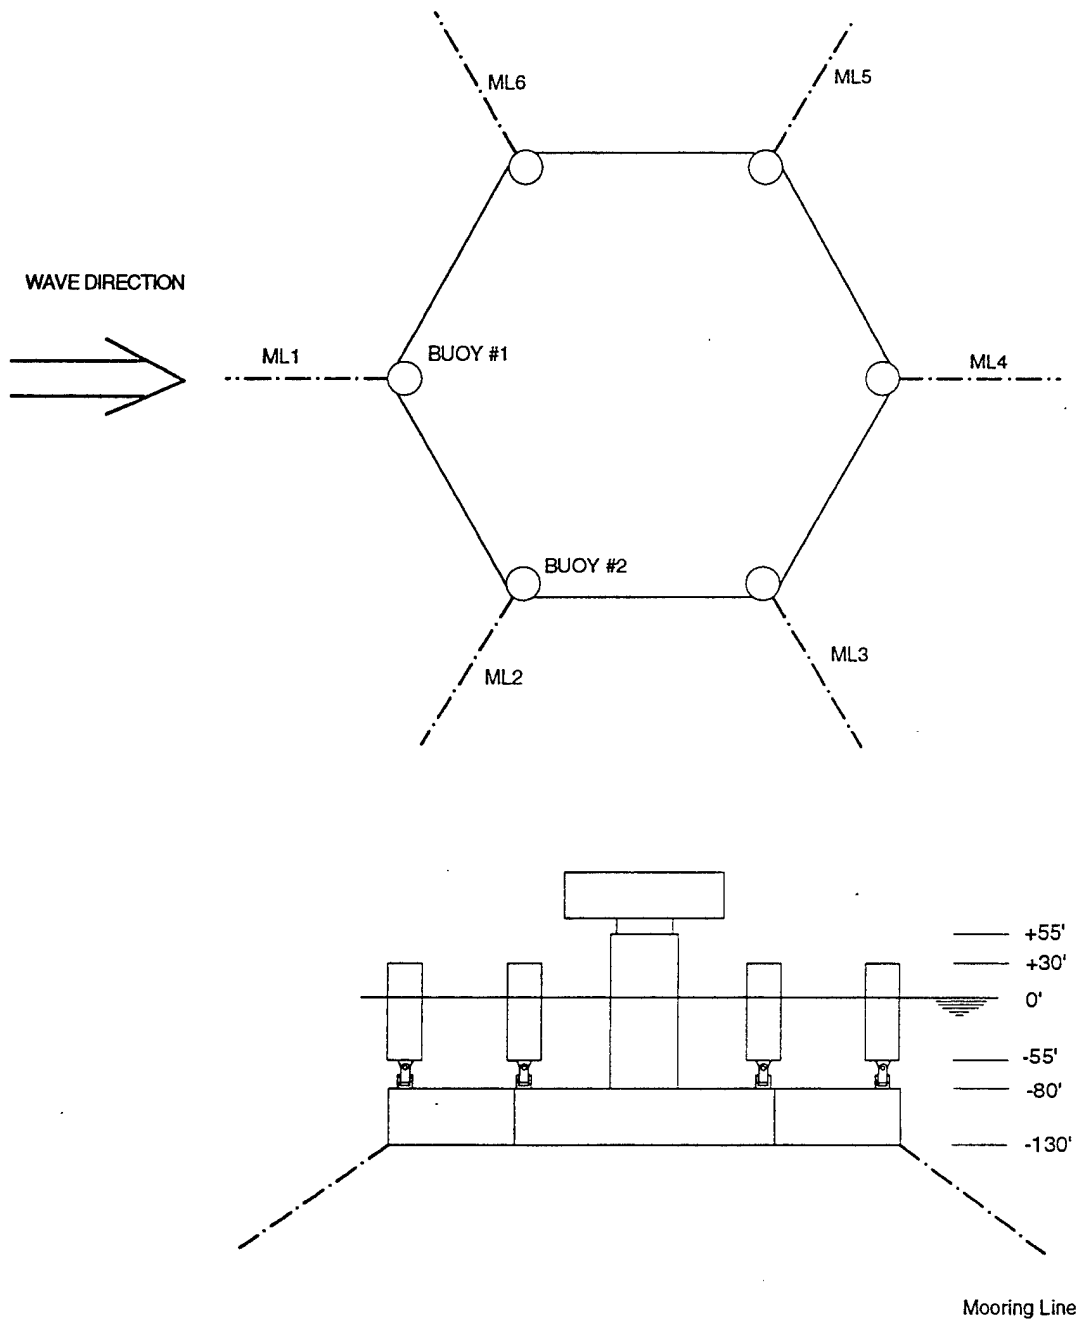 ML6
ML5
WAVE DIRECTION
ML1
BUOY #1
ML4
BUOY #2
ML3
ML2
+55'
+30'
0'
-55'
-80'
-130'
Mooring Line